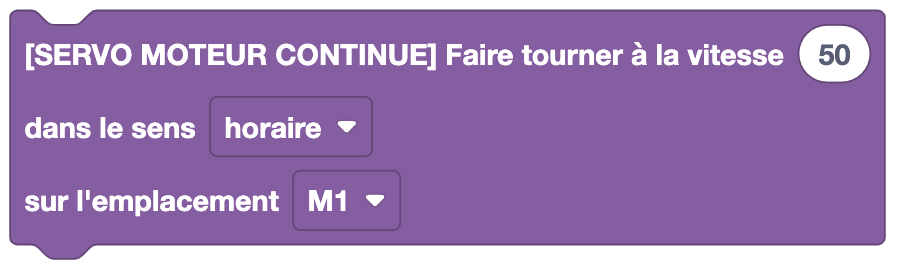 [SERVO MOTEUR CONTINUE] Faire tourner à la vitesse 50
dans le sens horaire
sur l'emplacement M1